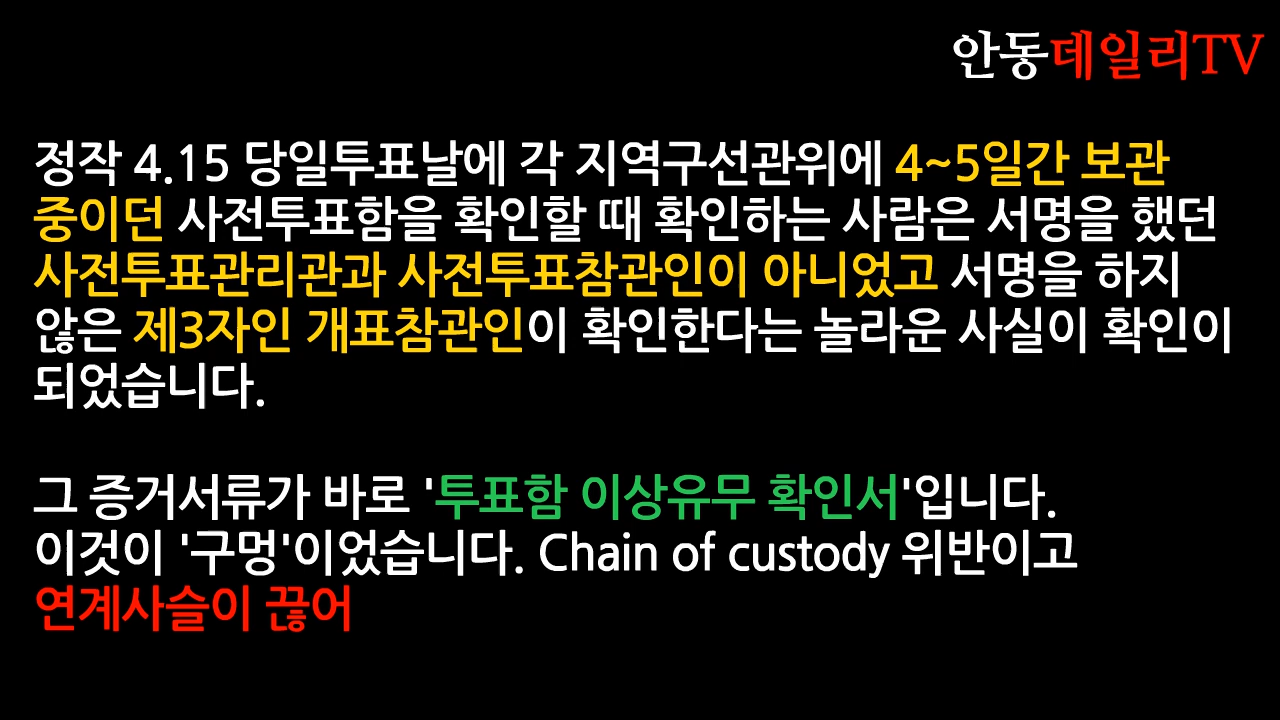 안동데일리TV
정작 4.15 당일투표날에 각 지역구선관위에 4~5일간 보관
중이던 사전투표함을 확인할 때 확인하는 사람은 서명을 했던
사전투표관리관과 사전투표참관인이 아니었고 서명을 하지
않은 제3자인 개표참관인이 확인한다는 놀라운 사실이 확인이
되었습니다.
그 증거서류가 바로 '투표함 이상유무 확인서'입니다.
이것이 '구멍'이었습니다. Chain of custody 위반이고
연계사슬이 끊어